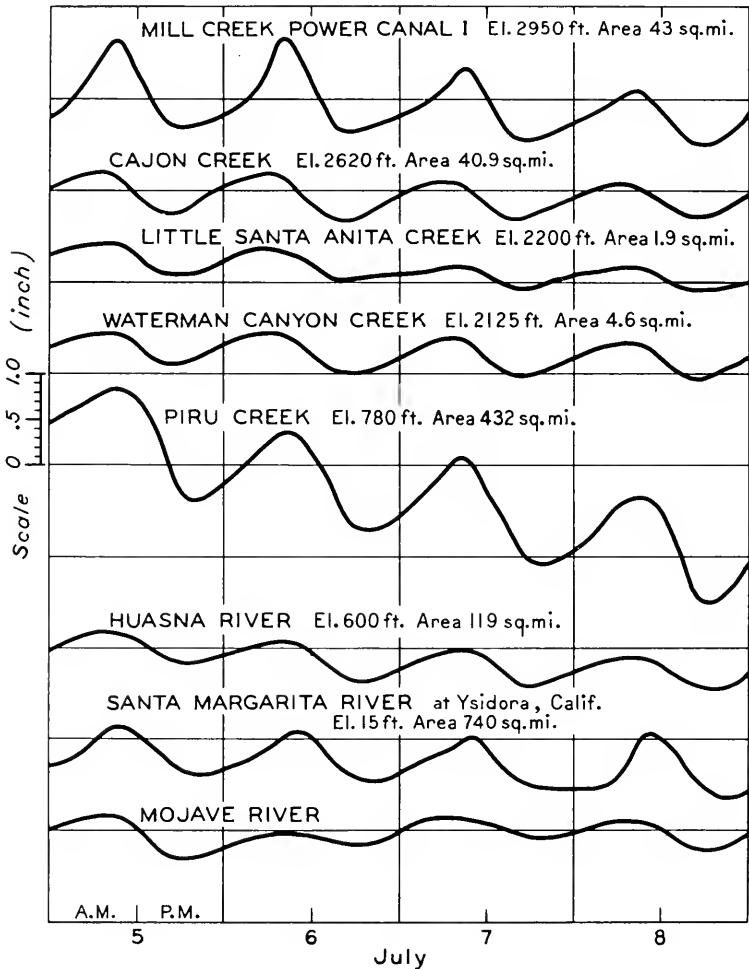 MILL CREEK POWER CANAL I El. 2950 ft. Area 43 sq.mi.
CAJON CREEK El. 2620 ft. Area 40.9 sq.mi.
LITTLE SANTA ANITA CREEK El. 2200 ft. Area 1.9 sq.mi.
WATERMAN CANYON CREEK El. 2125 ft. Area 4.6 sq.mi.
PIRU CREEK El. 780 ft. Area 432 sq.mi.
Scale (inch)
1.0
.5
0
HUASNA RIVER El. 600 ft. Area 119 sq.mi.
SANTA MARGARITA RIVER at Ysidora, Calif.
El. 15 ft. Area 740 sq.mi.
MOJAVE RIVER
A.M. P.M.
5 6 7 8
July